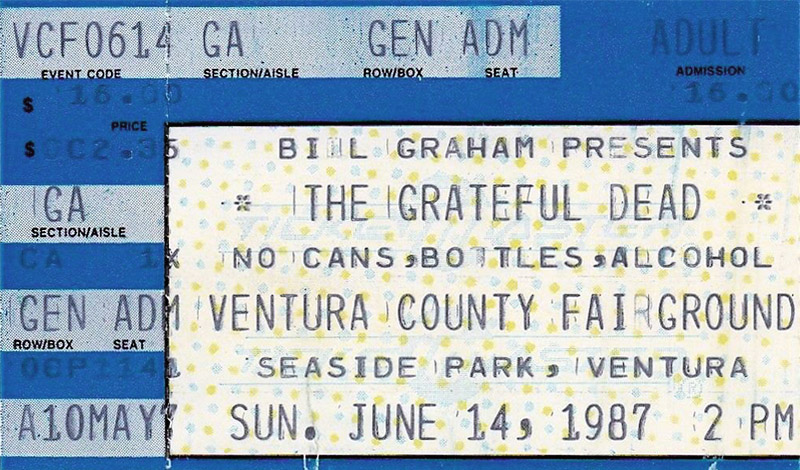 VCF0614 GA GEN ADM ADULT
EVENT CODE SECTION/AISLE ROW/BOX SEAT ADMISSION
$ 16.00 16.00
PRICE
$
BILL GRAHAM PRESENTS
GA * THE GRATEFUL DEAD *
SECTION/AISLE
CA 1X NO CANS,BOTTLES,ALCOHOL
GEN ADM VENTURA COUNTY FAIRGROUND
ROW/BOX SEAT
SEASIDE PARK, VENTURA
A10MAY7 SUN. JUNE 14, 1987 2 PM